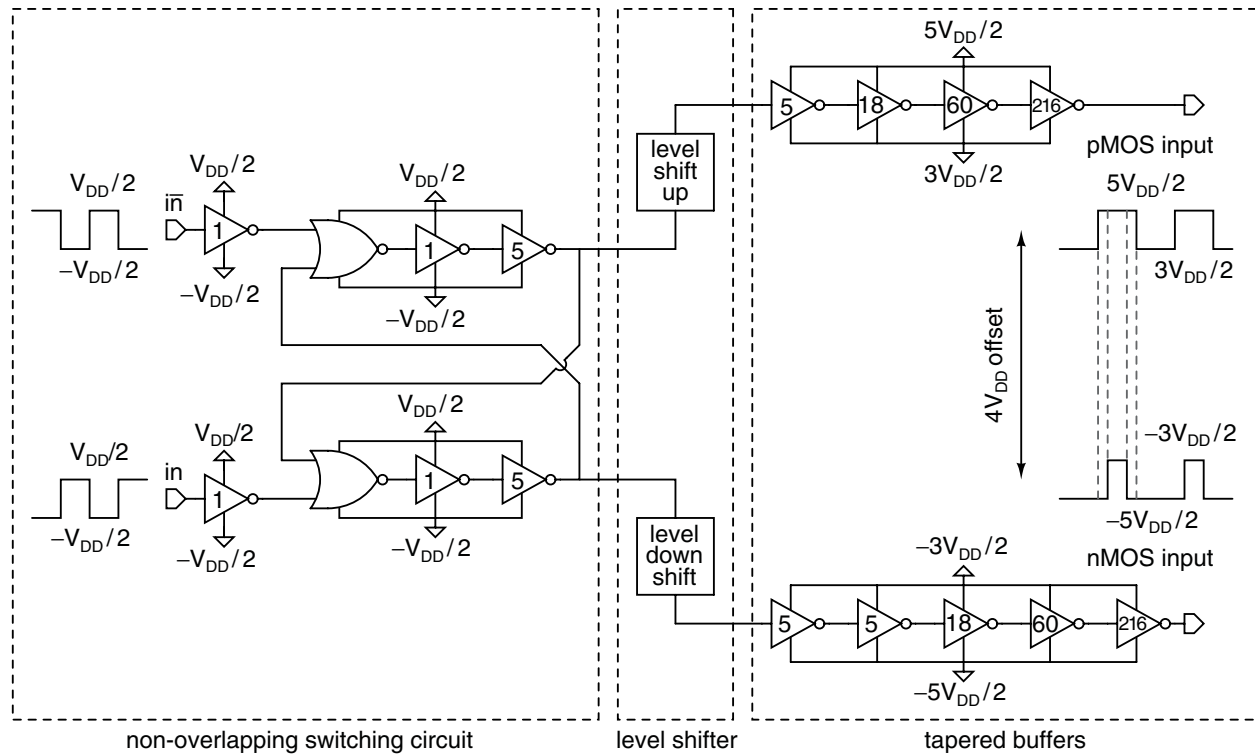 5V_DD/2
5
18
60
216
3V_DD/2
pMOS input
5V_DD/2
3V_DD/2
level
shift
up
V_DD/2
V_DD/2
V_DD/2
in̅
1
1
5
−V_DD/2
−V_DD/2
−V_DD/2
4V_DD offset
V_DD/2
V_DD/2
V_DD/2
in
1
1
5
−V_DD/2
−V_DD/2
−V_DD/2
level
down
shift
−3V_DD/2
−5V_DD/2
nMOS input
−3V_DD/2
5
5
18
60
216
−5V_DD/2
non-overlapping switching circuit
level shifter
tapered buffers